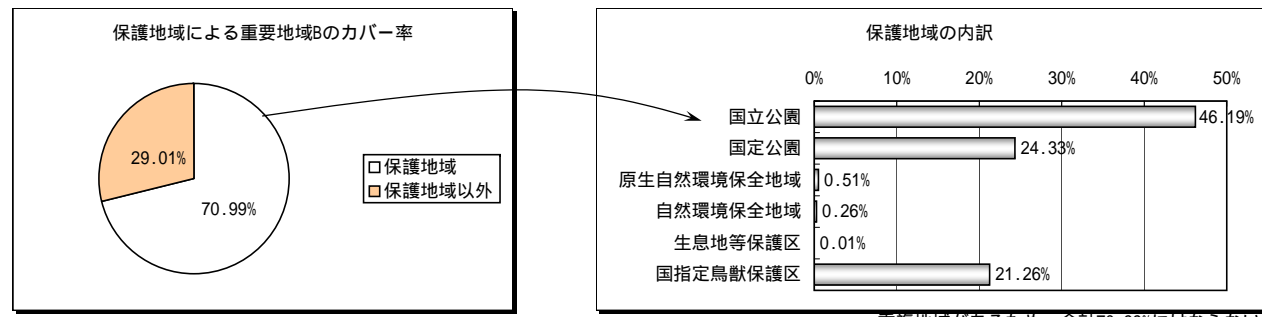 保護地域による重要地域Bのカバー率
29.01%
70.99%
保護地域
保護地域以外
保護地域の内訳
0% 10% 20% 30% 40% 50%
国立公園 46.19%
国定公園 24.33%
原生自然環境保全地域 0.51%
自然環境保全地域 0.26%
生息地等保護区 0.01%
国指定鳥獣保護区 21.26%